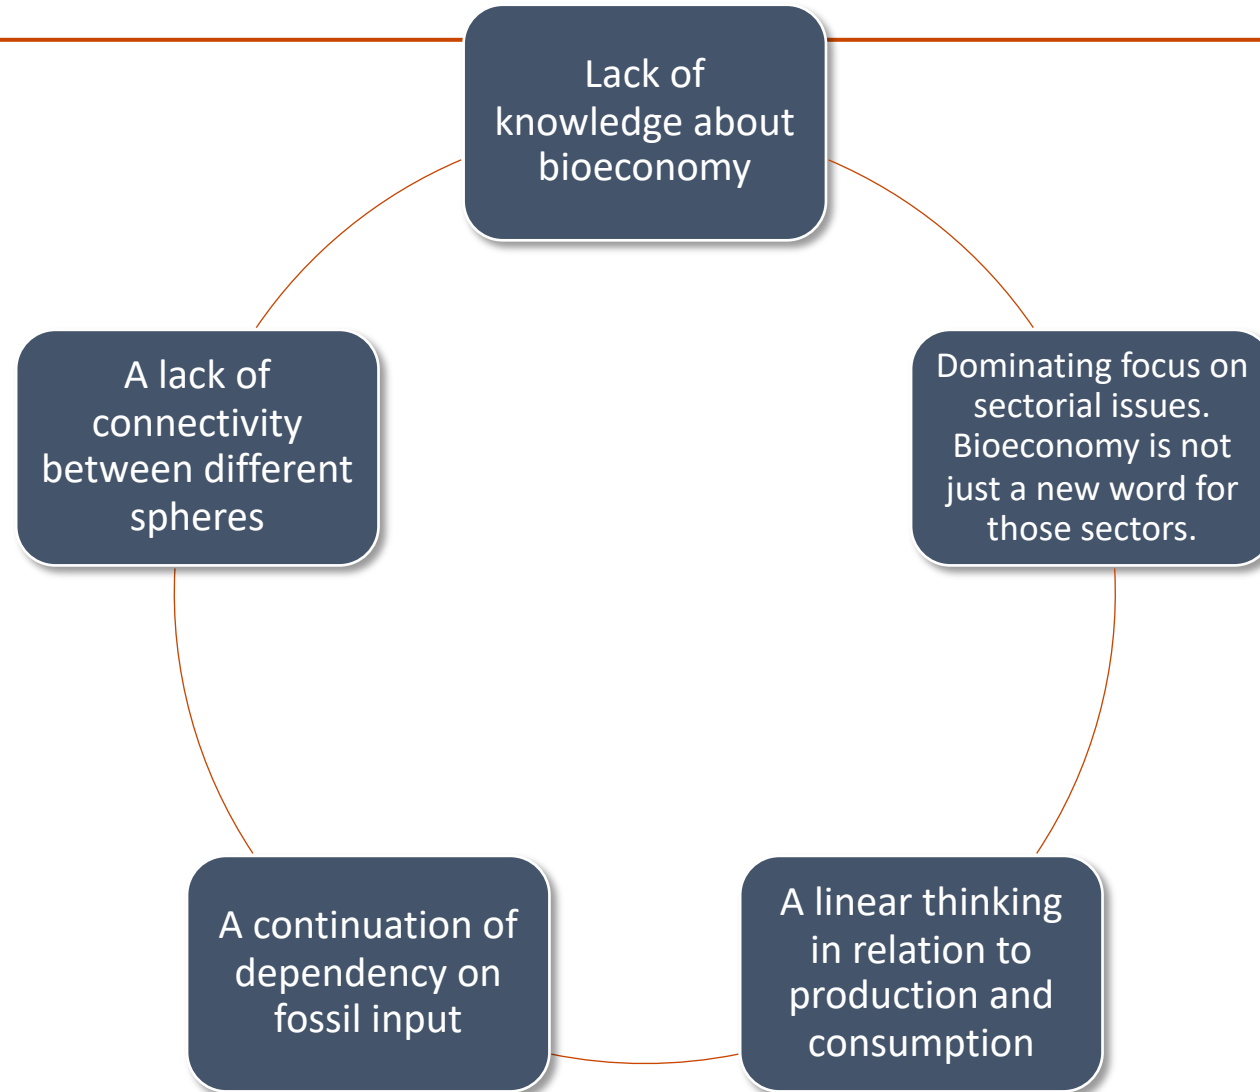 Lack of
knowledge about
bioeconomy
Dominating focus on
sectorial issues.
Bioeconomy is not
just a new word for
those sectors.
A linear thinking
in relation to
production and
consumption
A continuation of
dependency on
fossil input
A lack of
connectivity
between different
spheres